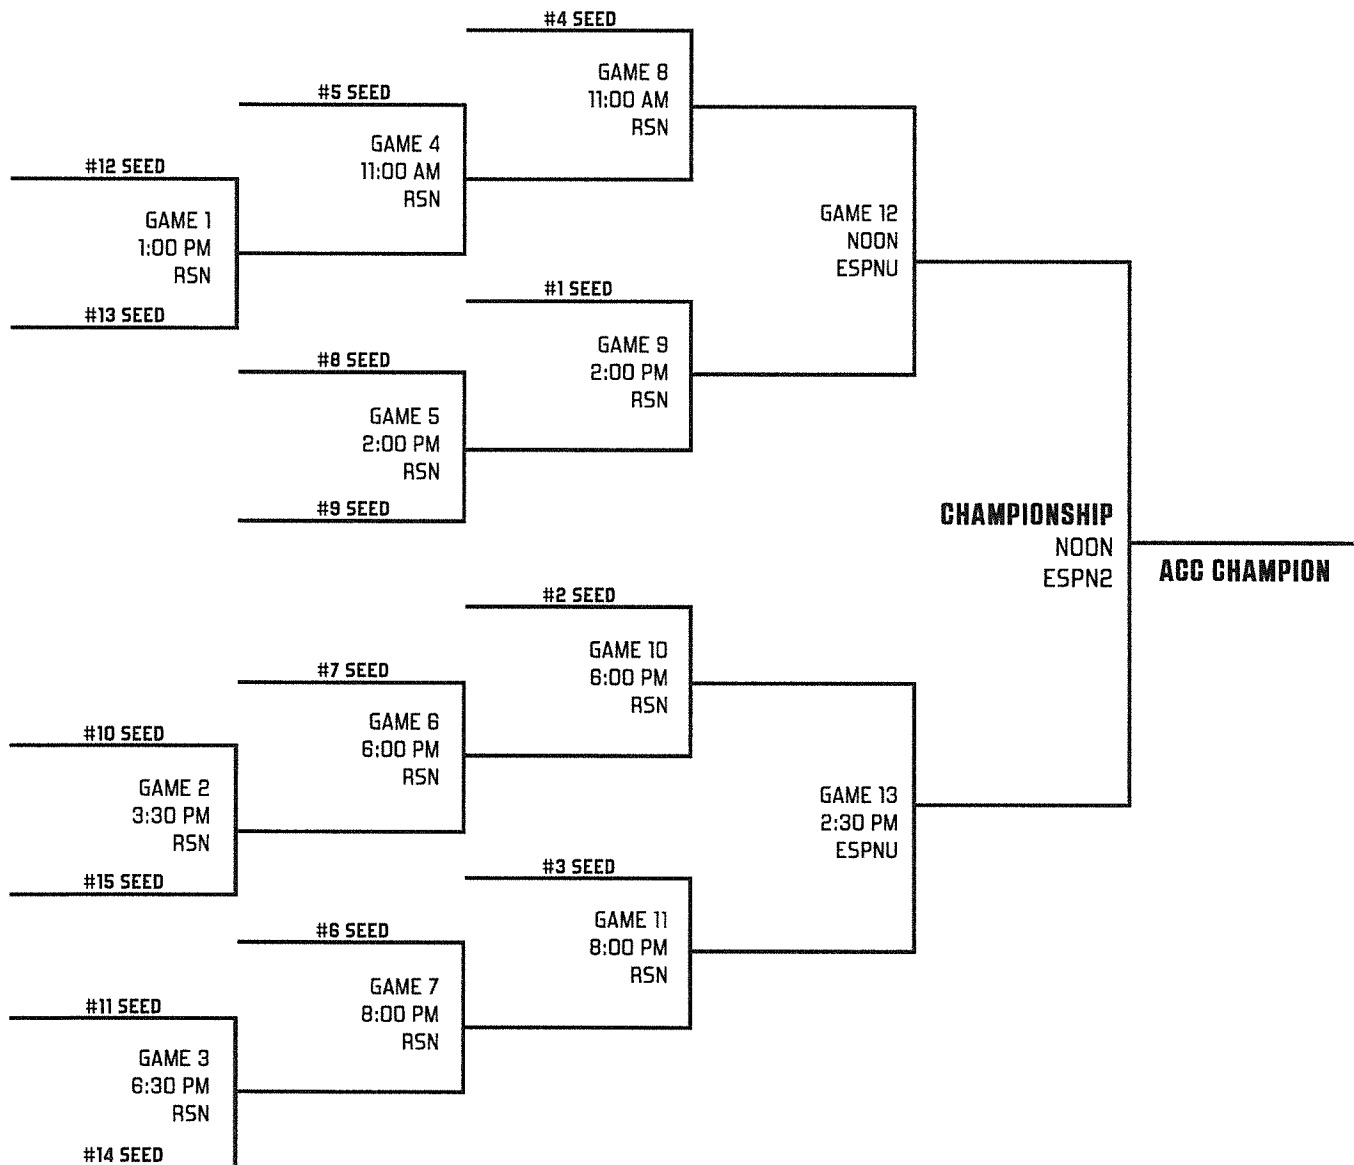 #4 SEED
GAME 8
11:00 AM
RSN
#5 SEED
GAME 4
11:00 AM
RSN
#12 SEED
GAME 1
1:00 PM
RSN
#13 SEED
GAME 12
NOON
ESPNU
#1 SEED
GAME 9
2:00 PM
RSN
#8 SEED
GAME 5
2:00 PM
RSN
#9 SEED
CHAMPIONSHIP
NOON
ESPN2
ACC CHAMPION
#2 SEED
GAME 10
6:00 PM
RSN
#7 SEED
GAME 6
6:00 PM
RSN
#10 SEED
GAME 2
3:30 PM
RSN
#15 SEED
GAME 13
2:30 PM
ESPNU
#3 SEED
GAME 11
8:00 PM
RSN
#6 SEED
GAME 7
8:00 PM
RSN
#11 SEED
GAME 3
6:30 PM
RSN
#14 SEED